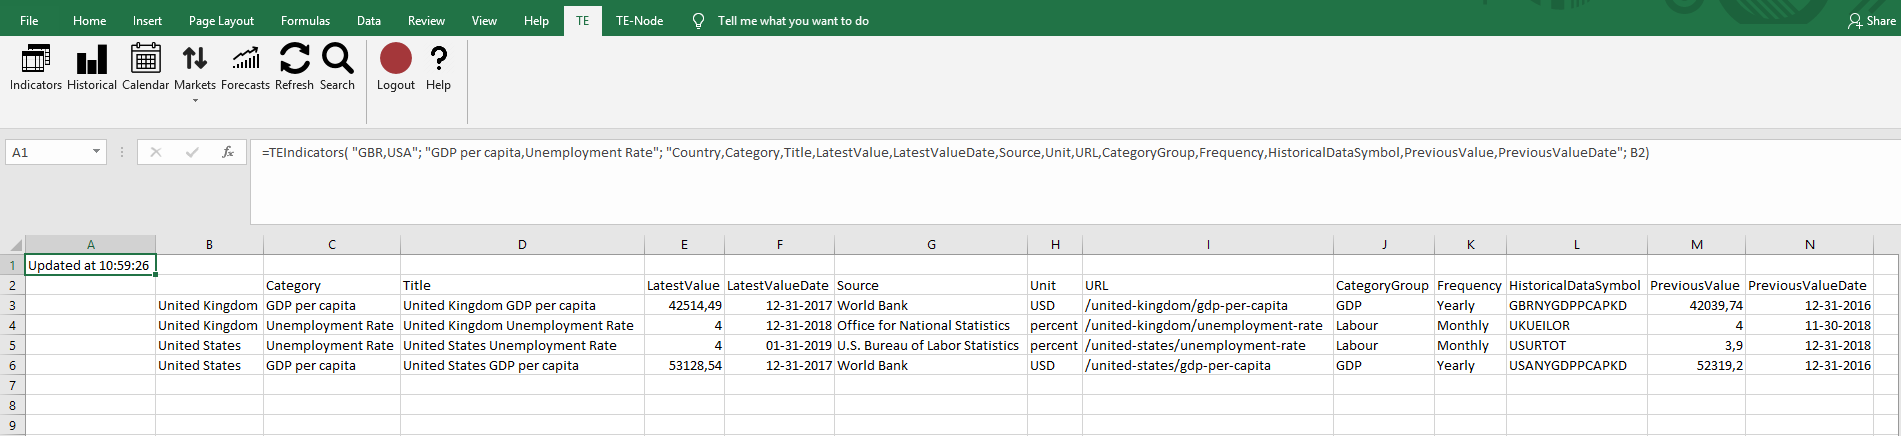 File Home Insert Page Layout Formulas Data Review View Help TE TE-Node Tell me what you want to do Share
Indicators Historical Calendar Markets Forecasts Refresh Search Logout Help
A1 fx =TEIndicators( "GBR,USA"; "GDP per capita,Unemployment Rate"; "Country,Category,Title,LatestValue,LatestValueDate,Source,Unit,URL,CategoryGroup,Frequency,HistoricalDataSymbol,PreviousValue,PreviousValueDate"; B2)
A B C D E F G H I J K L M N
1 Updated at 10:59:26
2 Category Title LatestValue LatestValueDate Source Unit URL CategoryGroup Frequency HistoricalDataSymbol PreviousValue PreviousValueDate
3 United Kingdom GDP per capita United Kingdom GDP per capita 42514,49 12-31-2017 World Bank USD /united-kingdom/gdp-per-capita GDP Yearly GBRNYGDPPCAPKD 42039,74 12-31-2016
4 United Kingdom Unemployment Rate United Kingdom Unemployment Rate 4 12-31-2018 Office for National Statistics percent /united-kingdom/unemployment-rate Labour Monthly UKUEILOR 4 11-30-2018
5 United States Unemployment Rate United States Unemployment Rate 4 01-31-2019 U.S. Bureau of Labor Statistics percent /united-states/unemployment-rate Labour Monthly USURTOT 3,9 12-31-2018
6 United States GDP per capita United States GDP per capita 53128,54 12-31-2017 World Bank USD /united-states/gdp-per-capita GDP Yearly USANYGDPPCAPKD 52319,2 12-31-2016
7
8
9